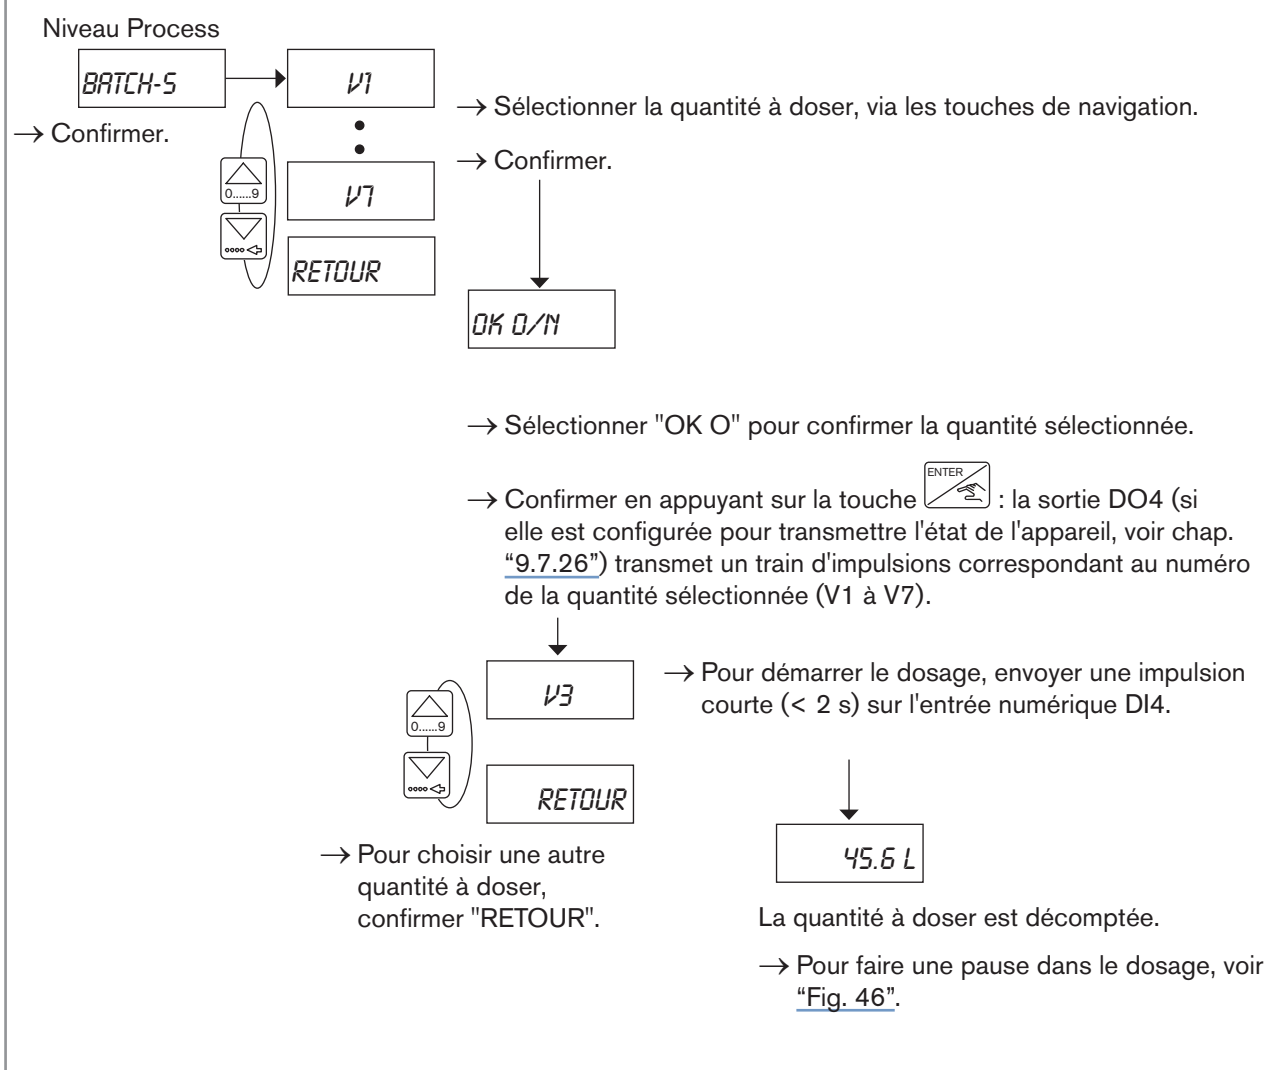 Niveau Process
BATCH-S
V1
→ Confirmer.
→ Sélectionner la quantité à doser, via les touches de navigation.
→ Confirmer.
0......9
V7
RETOUR
OK O/N
→ Sélectionner "OK O" pour confirmer la quantité sélectionnée.
ENTER
→ Confirmer en appuyant sur la touche : la sortie DO4 (si
elle est configurée pour transmettre l'état de l'appareil, voir chap.
“9.7.26”) transmet un train d'impulsions correspondant au numéro
de la quantité sélectionnée (V1 à V7).
V3
→ Pour démarrer le dosage, envoyer une impulsion
courte (< 2 s) sur l'entrée numérique DI4.
0......9
RETOUR
→ Pour choisir une autre
quantité à doser,
confirmer "RETOUR".
45.6 L
La quantité à doser est décomptée.
→ Pour faire une pause dans le dosage, voir
“Fig. 46”.